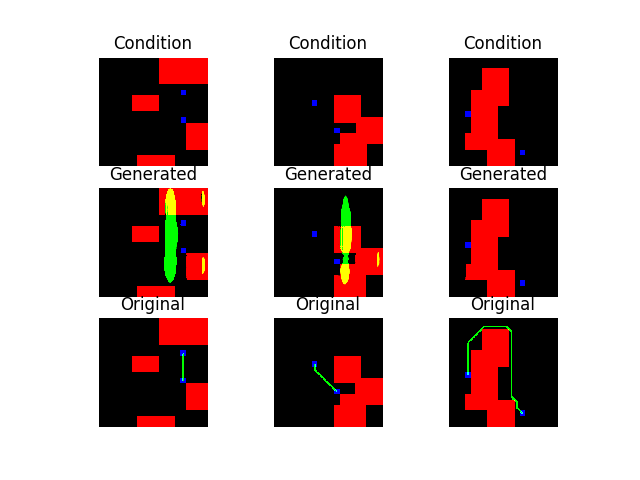 Condition Condition Condition
Generated Generated Generated
Original Original Original